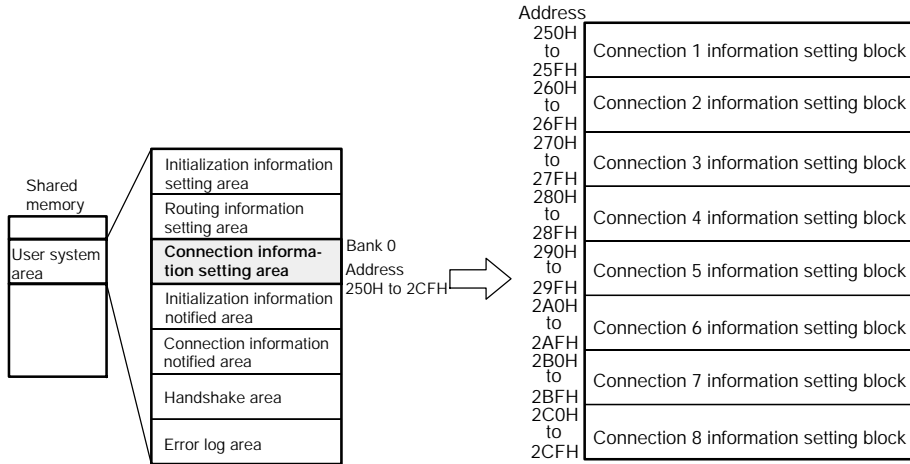 Shared
memory
User system
area
Initialization information
setting area
Routing information
setting area
Connection informa-
tion setting area
Initialization information
notified area
Connection information
notified area
Handshake area
Error log area
Bank 0
Address
250H to 2CFH
Address
250H
to
25FH
Connection 1 information setting block
260H
to
26FH
Connection 2 information setting block
270H
to
27FH
Connection 3 information setting block
280H
to
28FH
Connection 4 information setting block
290H
to
29FH
Connection 5 information setting block
2A0H
to
2AFH
Connection 6 information setting block
2B0H
to
2BFH
Connection 7 information setting block
2C0H
to
2CFH
Connection 8 information setting block